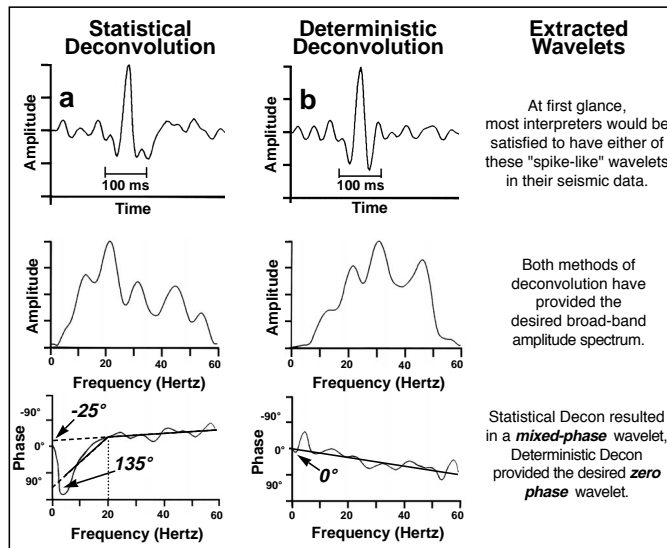 Statistical
Deconvolution
Deterministic
Deconvolution
Extracted
Wavelets
a
Amplitude
100 ms
Time
b
Amplitude
100 ms
Time
At first glance,
most interpreters would be
satisfied to have either of
these "spike-like" wavelets
in their seismic data.
Amplitude
0 20 40 60
Frequency (Hertz)
Amplitude
0 20 40 60
Frequency (Hertz)
Both methods of
deconvolution have
provided the
desired broad-band
amplitude spectrum.
Phase
-90°
0°
90°
-25°
135°
0 20 40 60
Frequency (Hertz)
Phase
-90°
0°
90°
0°
0 20 40 60
Frequency (Hertz)
Statistical Decon resulted
in a mixed-phase wavelet,
Deterministic Decon
provided the desired zero
phase wavelet.